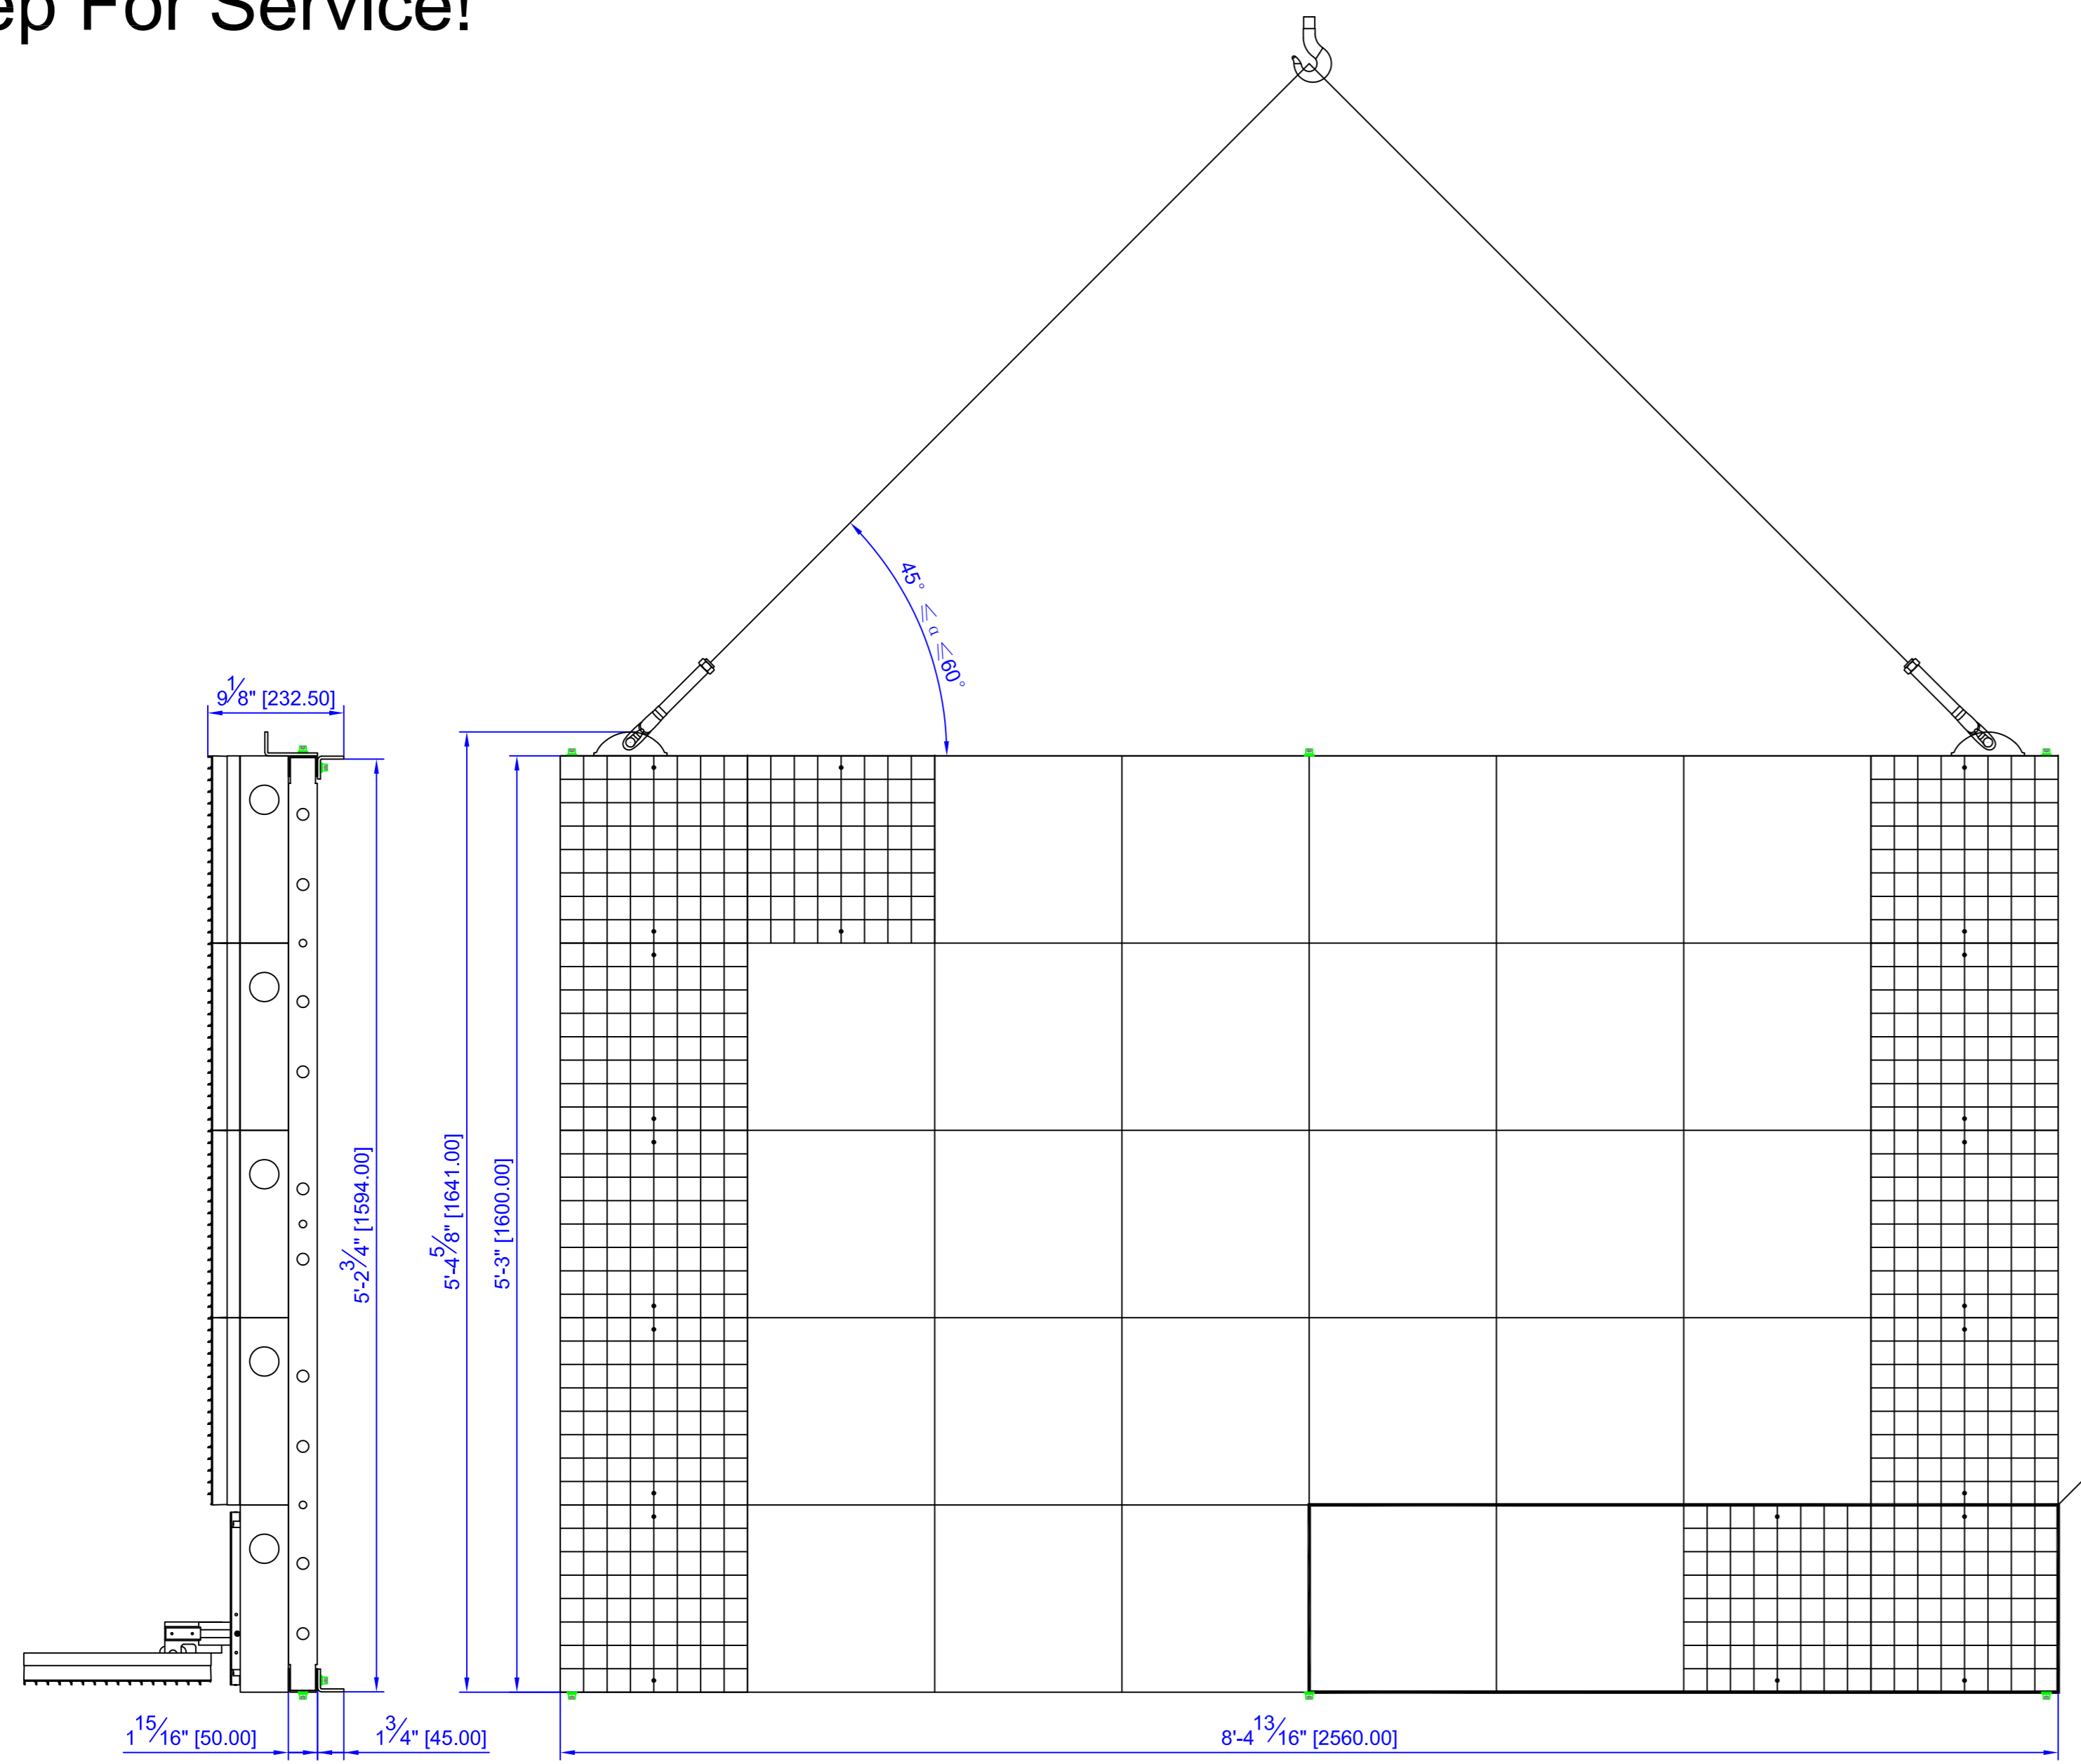 ep For Service!
45° ≤ α ≤60°
9 1/8" [232.50]
5'-2 3/4" [1594.00]
5'-4 5/8" [1641.00]
5'-3" [1600.00]
1 15/16" [50.00]
1 3/4" [45.00]
8'-4 13/16" [2560.00]